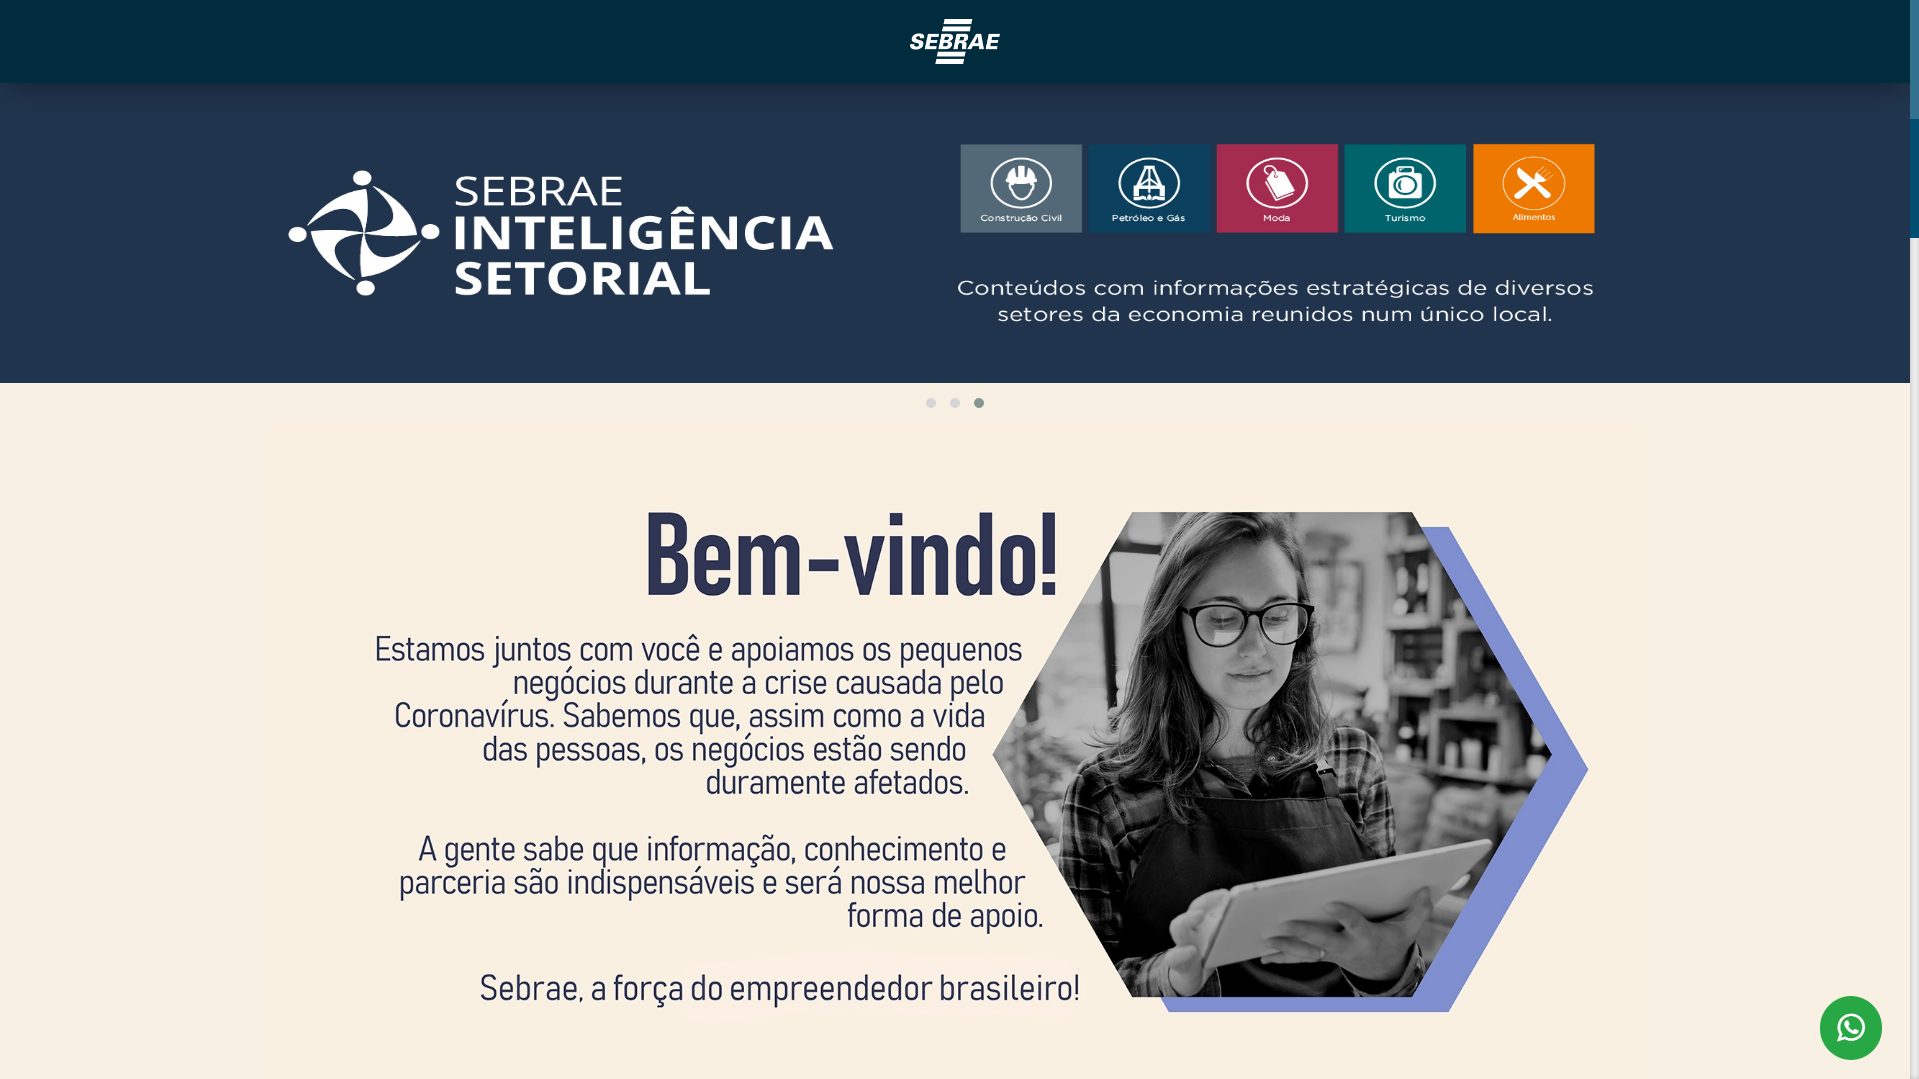 SEBRAE
SEBRAE
INTELIGÊNCIA
SETORIAL
Construção Civil
Petróleo e Gás
Moda
Turismo
Alimentos
Conteúdos com informações estratégicas de diversos
setores da economia reunidos num único local.
Bem-vindo!
Estamos juntos com você e apoiamos os pequenos
negócios durante a crise causada pelo
Coronavírus. Sabemos que, assim como a vida
das pessoas, os negócios estão sendo
duramente afetados.
A gente sabe que informação, conhecimento e
parceria são indispensáveis e será nossa melhor
forma de apoio.
Sebrae, a força do empreendedor brasileiro!